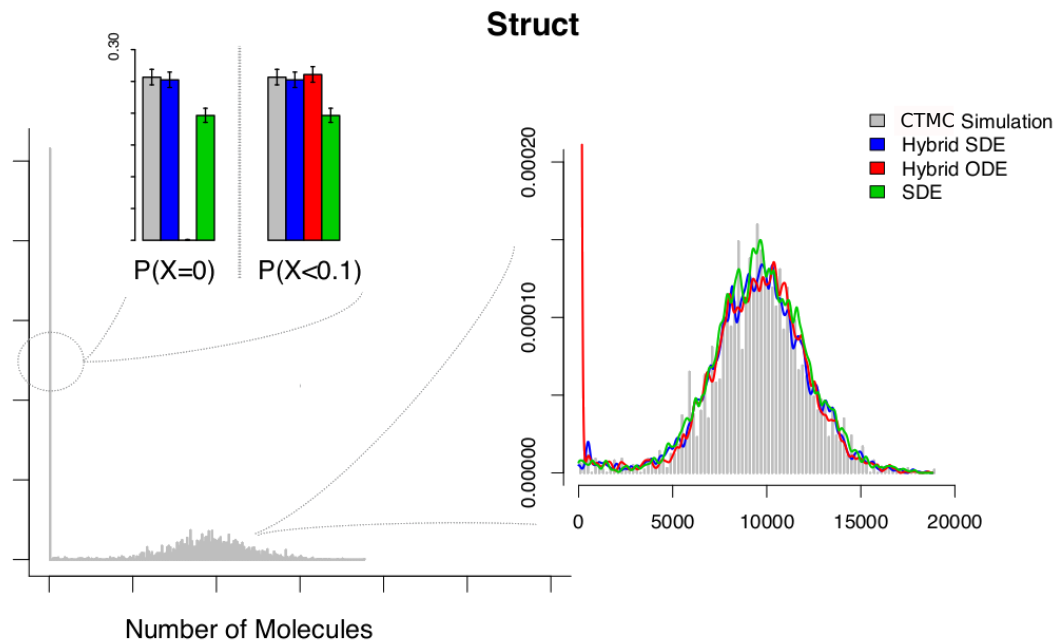 Struct
0.30
P(X=0)
P(X<0.1)
CTMC Simulation
Hybrid SDE
Hybrid ODE
SDE
0.00020
0.00010
0.00000
0
5000
10000
15000
20000
Number of Molecules